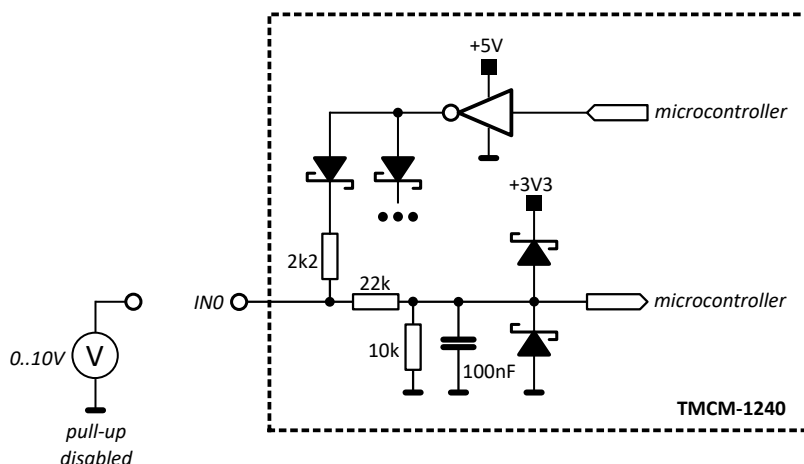 +5V
microcontroller
+3V3
2k2
22k
IN0
microcontroller
0..10V
V
10k
100nF
TMCM-1240
pull-up
disabled